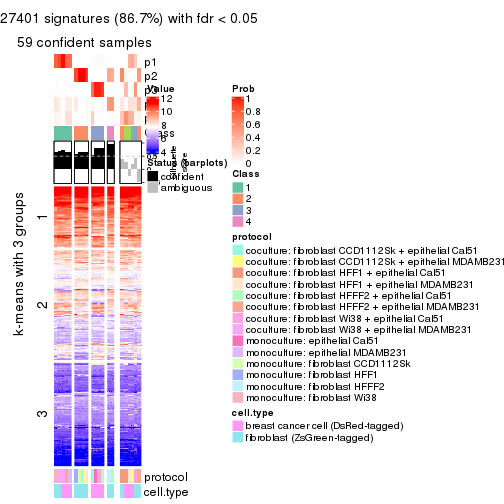 27401 signatures (86.7%) with fdr < 0.05
59 confident samples
p1
p2
Value
12
10
8
6
4
Status (barplots)
confident
ambiguous
k-means with 3 groups
1
2
3
protocol
cell.type
Prob
1
0.8
0.6
0.4
0.2
0
Class
1
2
3
4
protocol
coculture: fibroblast CCD1112Sk + epithelial Cal51
coculture: fibroblast CCD1112Sk + epithelial MDAMB231
coculture: fibroblast HFF1 + epithelial Cal51
coculture: fibroblast HFF1 + epithelial MDAMB231
coculture: fibroblast HFFF2 + epithelial Cal51
coculture: fibroblast HFFF2 + epithelial MDAMB231
coculture: fibroblast Wi38 + epithelial Cal51
coculture: fibroblast Wi38 + epithelial MDAMB231
monoculture: epithelial Cal51
monoculture: epithelial MDAMB231
monoculture: fibroblast CCD1112Sk
monoculture: fibroblast HFF1
monoculture: fibroblast HFFF2
monoculture: fibroblast Wi38
cell.type
breast cancer cell (DsRed-tagged)
fibroblast (ZsGreen-tagged)